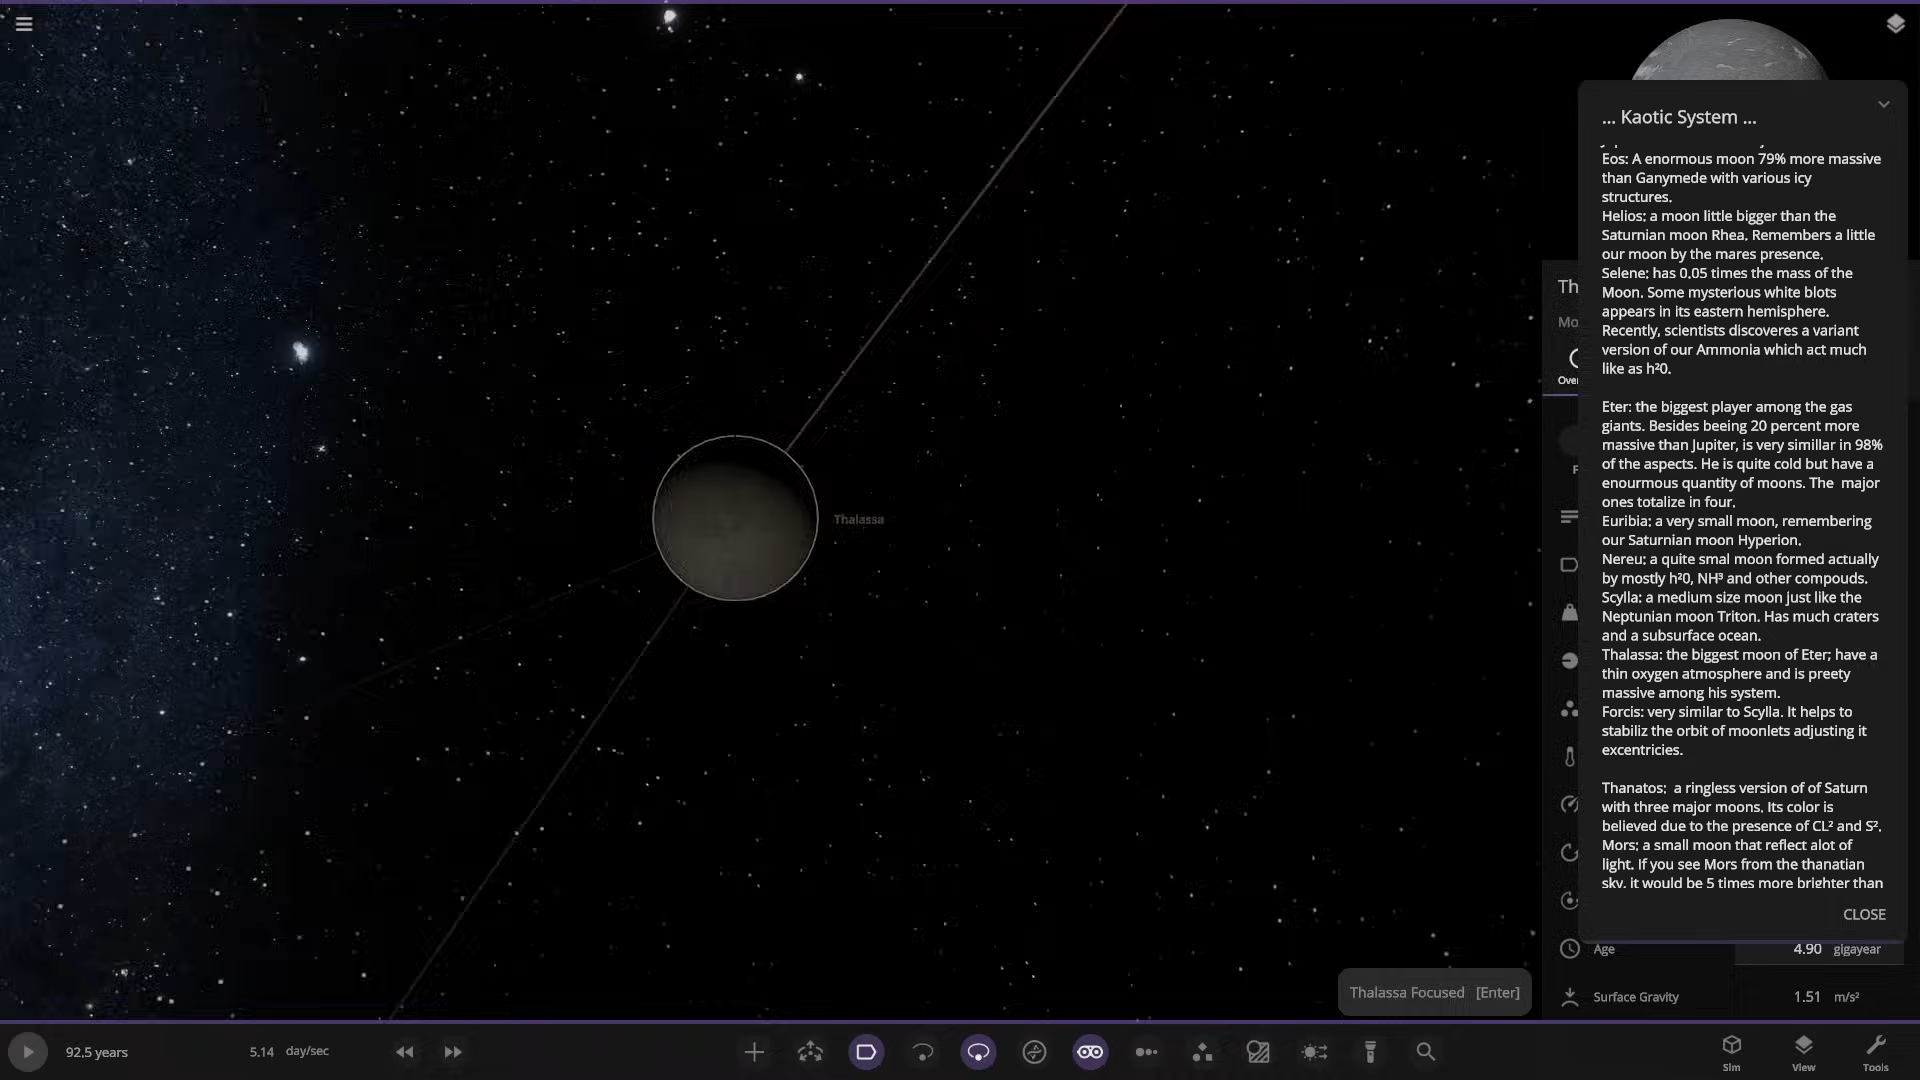 ... Kaotic System ...
Eos: A enormous moon 79% more massive
than Ganymede with various icy
structures.
Helios: a moon little bigger than the
Saturnian moon Rhea. Remembers a little
our moon by the mares presence.
Selene: has 0,05 times the mass of the
Moon. Some mysterious white blots
appears in its eastern hemisphere.
Recently, scientists discoveres a variant
version of our Ammonia which act much
like as h²0.
Eter: the biggest player among the gas
giants. Besides beeing 20 percent more
massive than Jupiter, is very simillar in 98%
of the aspects. He is quite cold but have a
enourmous quantity of moons. The major
ones totalize in four.
Euribia: a very small moon, remembering
our Saturnian moon Hyperion.
Nereu: a quite smal moon formed actually
by mostly h²0, NH³ and other compouds.
Scylla: a medium size moon just like the
Neptunian moon Triton. Has much craters
and a subsurface ocean.
Thalassa: the biggest moon of Eter; have a
thin oxygen atmosphere and is preety
massive among his system.
Forcis: very similar to Scylla. It helps to
stabiliz the orbit of moonlets adjusting it
excentricies.
Thanatos: a ringless version of of Saturn
with three major moons. Its color is
believed due to the presence of CL² and S².
Mors: a small moon that reflect alot of
light. If you see Mors from the thanatian
sky, it would be 5 times more brighter than
CLOSE
Th
Mo
Over
Thalassa
Age 4.90 gigayear
Surface Gravity 1.51 m/s²
Thalassa Focused [Enter]
92.5 years
5.14 day/sec
Sim
View
Tools